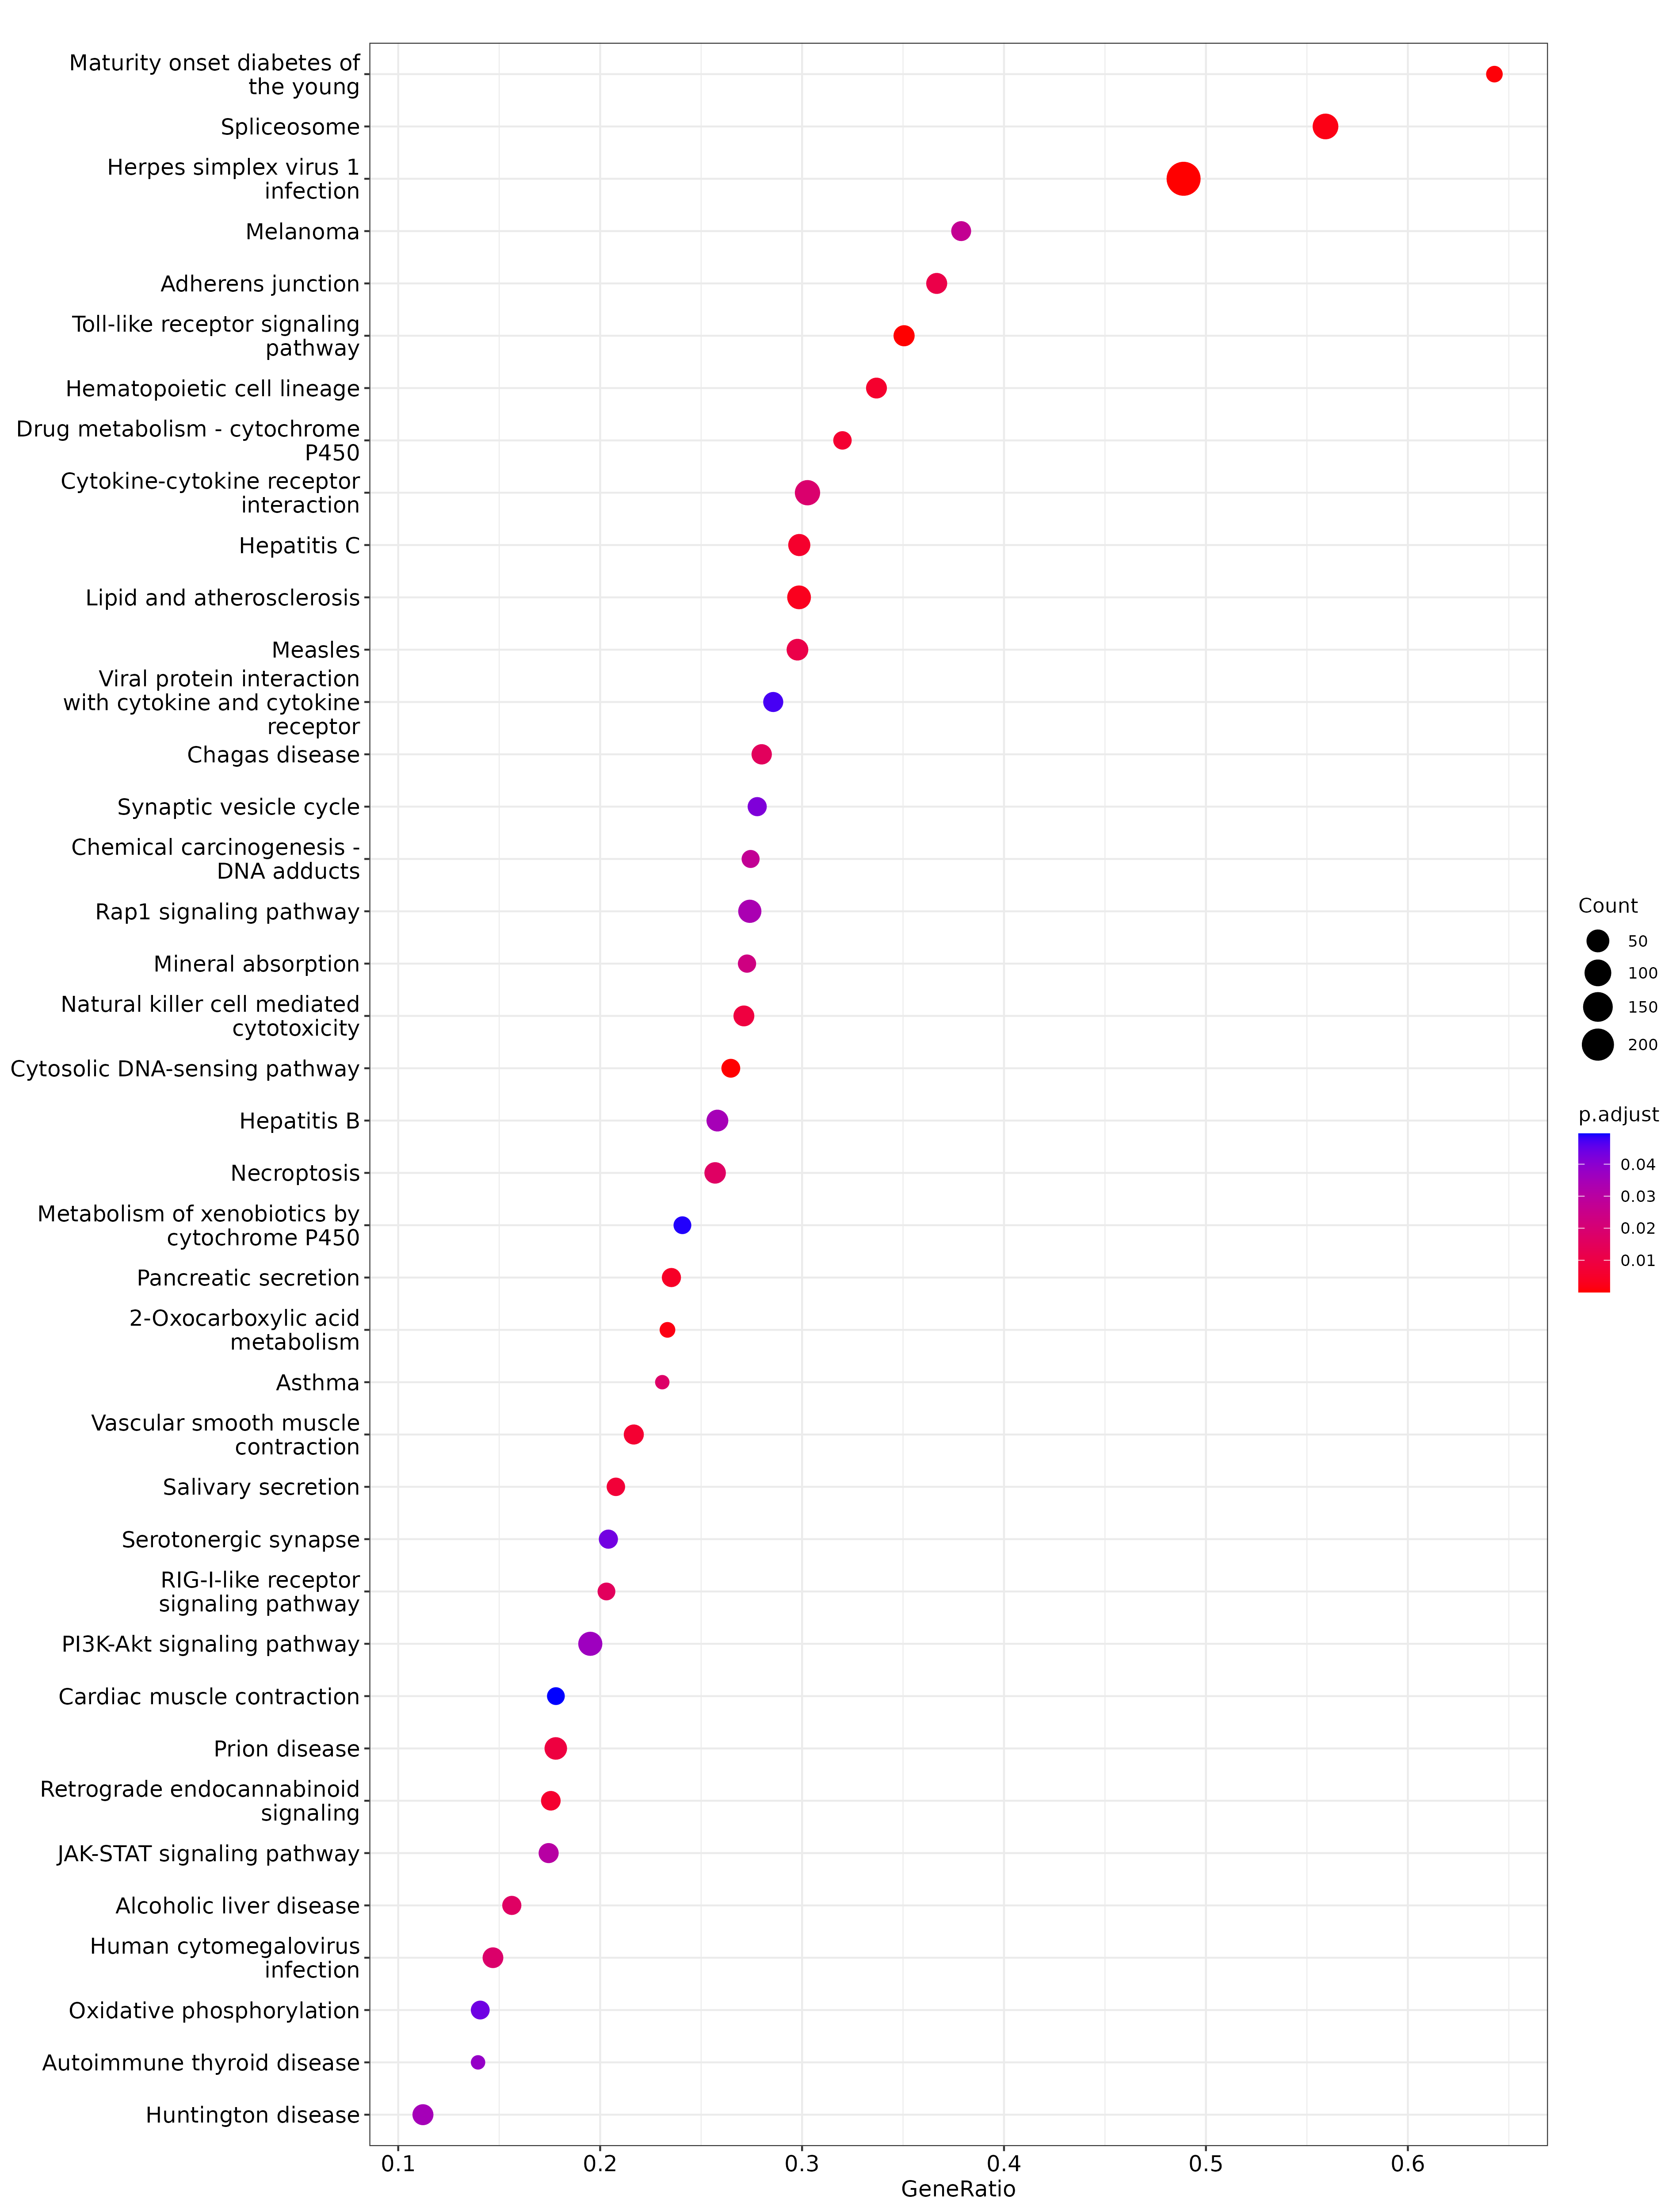 Maturity onset diabetes of
the young
Spliceosome
Herpes simplex virus 1
infection
Melanoma
Adherens junction
Toll-like receptor signaling
pathway
Hematopoietic cell lineage
Drug metabolism - cytochrome
P450
Cytokine-cytokine receptor
interaction
Hepatitis C
Lipid and atherosclerosis
Measles
Viral protein interaction
with cytokine and cytokine
receptor
Chagas disease
Synaptic vesicle cycle
Chemical carcinogenesis -
DNA adducts
Rap1 signaling pathway
Mineral absorption
Natural killer cell mediated
cytotoxicity
Cytosolic DNA-sensing pathway
Hepatitis B
Necroptosis
Metabolism of xenobiotics by
cytochrome P450
Pancreatic secretion
2-Oxocarboxylic acid
metabolism
Asthma
Vascular smooth muscle
contraction
Salivary secretion
Serotonergic synapse
RIG-I-like receptor
signaling pathway
PI3K-Akt signaling pathway
Cardiac muscle contraction
Prion disease
Retrograde endocannabinoid
signaling
JAK-STAT signaling pathway
Alcoholic liver disease
Human cytomegalovirus
infection
Oxidative phosphorylation
Autoimmune thyroid disease
Huntington disease
0.1 0.2 0.3 0.4 0.5 0.6
GeneRatio
Count
50
100
150
200
p.adjust
0.04
0.03
0.02
0.01